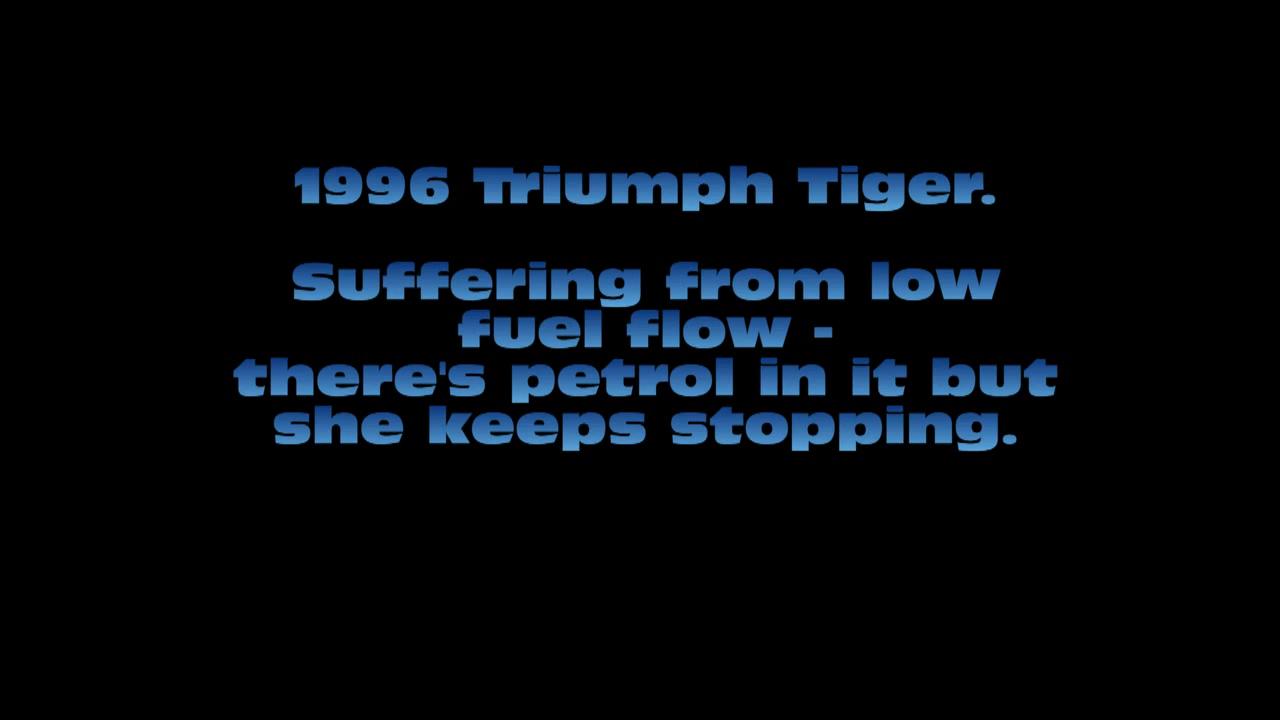 1996 Triumph Tiger.
Suffering from low
fuel flow -
there's petrol in it but
she keeps stopping.